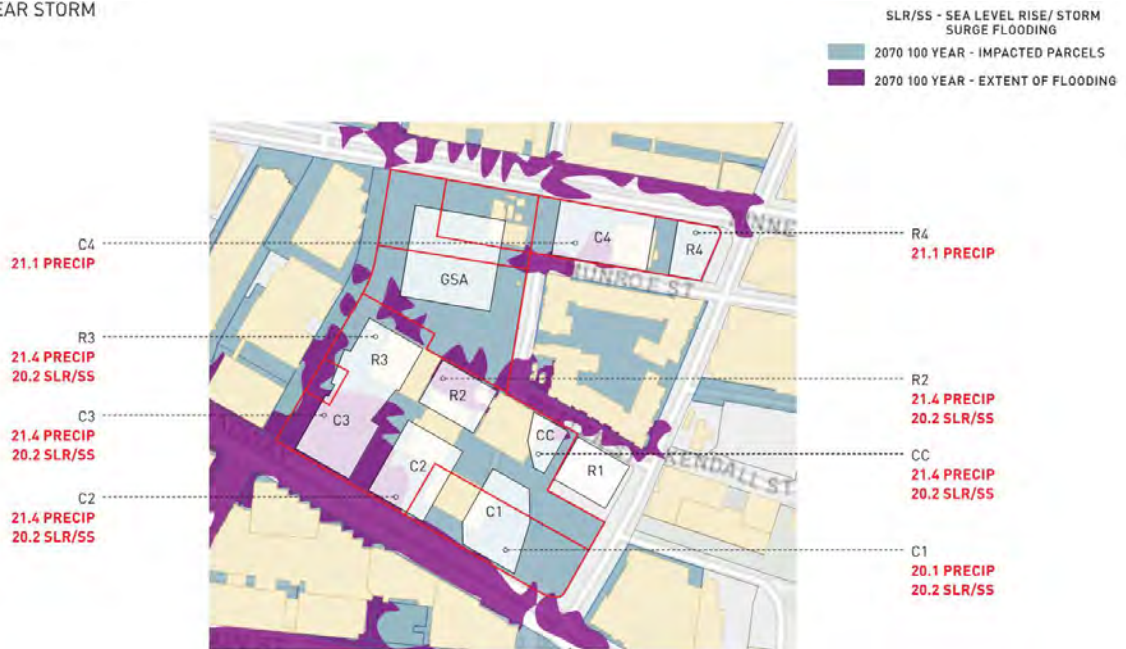 EAR STORM
SLR/SS - SEA LEVEL RISE/ STORM
SURGE FLOODING
2070 100 YEAR - IMPACTED PARCELS
2070 100 YEAR - EXTENT OF FLOODING
C4
21.1 PRECIP
R3
21.4 PRECIP
20.2 SLR/SS
C3
21.4 PRECIP
20.2 SLR/SS
C2
21.4 PRECIP
20.2 SLR/SS
C4
R4
GSA
MUNROE ST
R3
R2
C3
CC
KENDALL ST
C2
R1
C1
R4
21.1 PRECIP
R2
21.4 PRECIP
20.2 SLR/SS
CC
21.4 PRECIP
20.2 SLR/SS
C1
20.1 PRECIP
20.2 SLR/SS